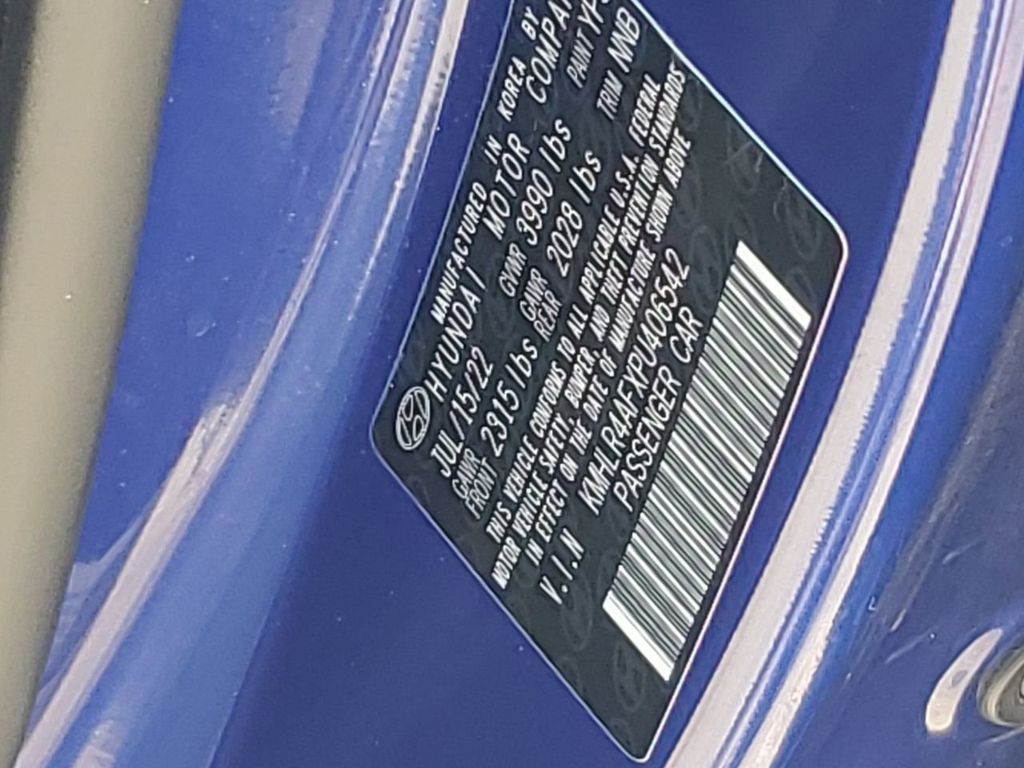 MANUFACTURED IN KOREA BY
HYUNDAI MOTOR COMPANY
JUL/15/22 GVWR 3990 lbs PAINT
GAWR FRONT 2315 lbs GAWR REAR 2028 lbs TRIM NNB
THIS VEHICLE CONFORMS TO ALL APPLICABLE U.S.A. FEDERAL
MOTOR VEHICLE SAFETY, BUMPER, AND THEFT PREVENTION STANDARDS
IN EFFECT ON THE DATE OF MANUFACTURE SHOWN ABOVE
V.I.N KMHLR4AFXPU406542
PASSENGER CAR